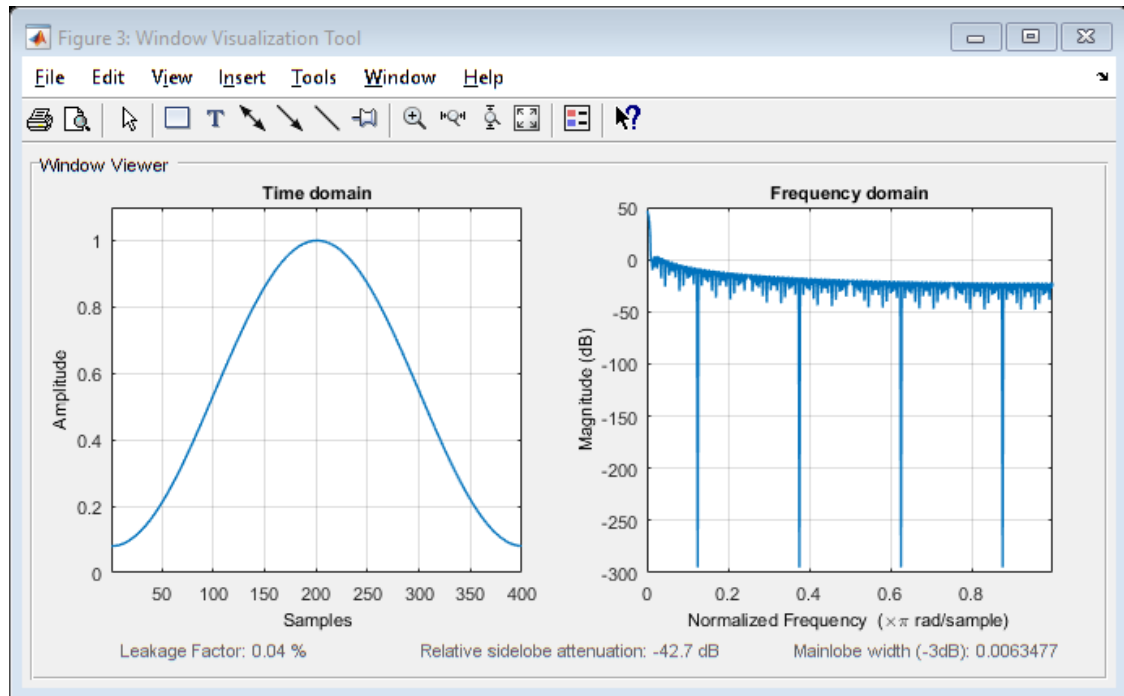 Figure 3: Window Visualization Tool
File Edit View Insert Tools Window Help
T
Window Viewer
Time domain
Amplitude
1
0.8
0.6
0.4
0.2
0
50 100 150 200 250 300 350 400
Samples
Frequency domain
Magnitude (dB)
50
0
-50
-100
-150
-200
-250
-300
0 0.2 0.4 0.6 0.8
Normalized Frequency (×π rad/sample)
Leakage Factor: 0.04 %
Relative sidelobe attenuation: -42.7 dB
Mainlobe width (-3dB): 0.0063477